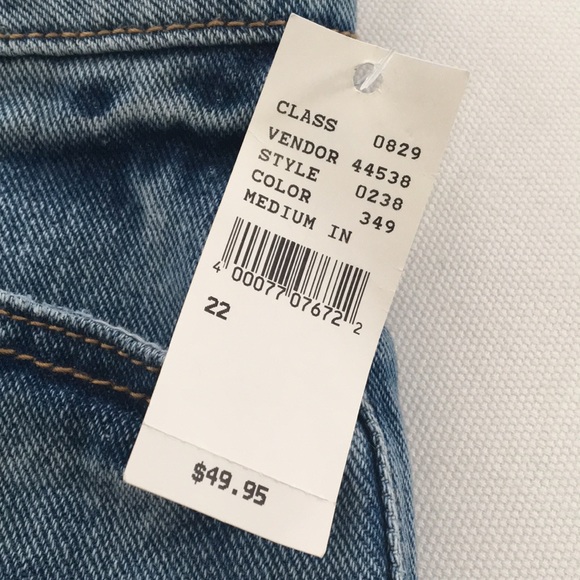 CLASS 0829
VENDOR 44538
STYLE 0238
COLOR 349
MEDIUM IN
4 00077 07672 2
22
$49.95